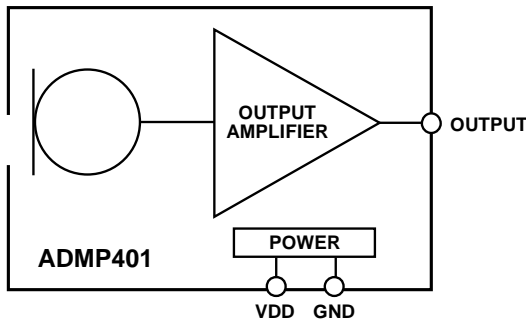 OUTPUT
AMPLIFIER
OUTPUT
POWER
ADMP401
VDD
GND